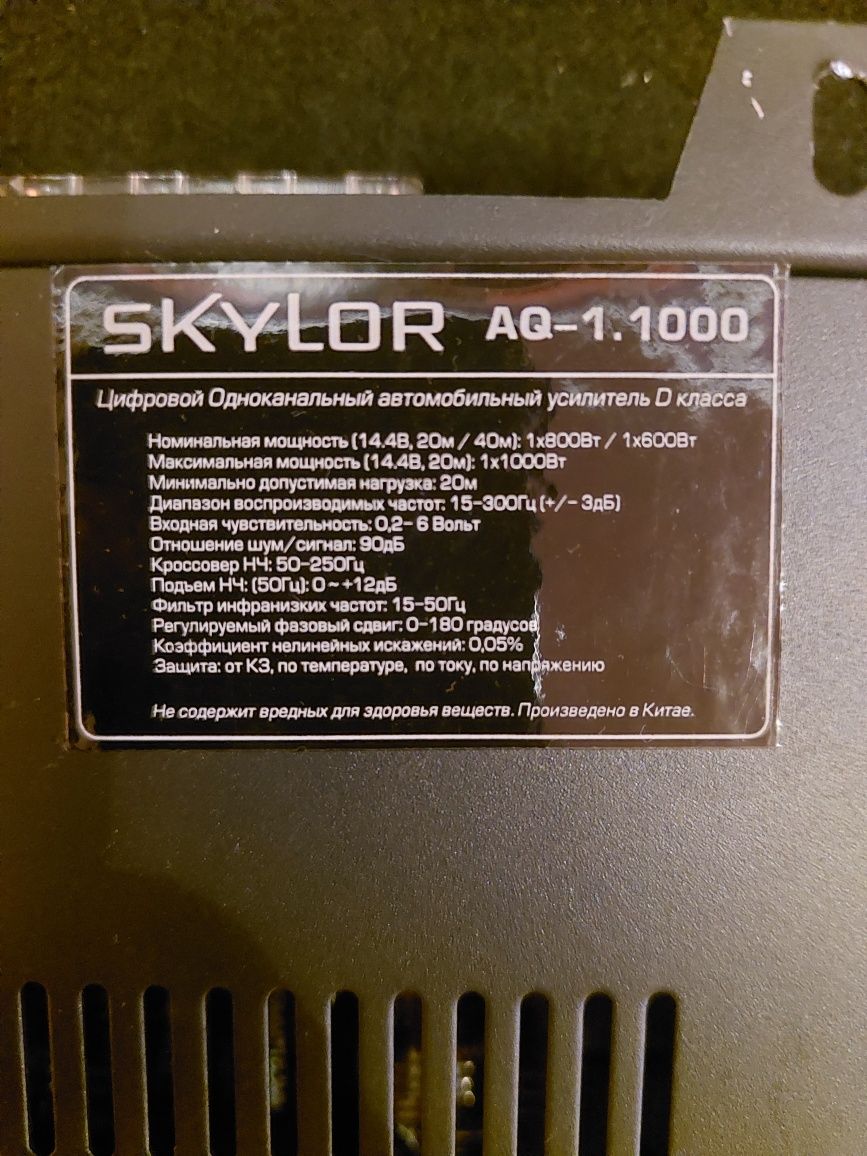 SKYLOR AQ-1.1000
Цифровой Одноканальный автомобильный усилитель D класса
Номинальная мощность (14.4В, 2Ом / 4Ом): 1x800Вт / 1x600Вт
Максимальная мощность (14.4В, 2Ом): 1x1000Вт
Минимально допустимая нагрузка: 2Ом
Диапазон воспроизводимых частот: 15-300Гц (+/- 3дБ)
Входная чувствительность: 0,2- 6 Вольт
Отношение шум/сигнал: 90дБ
Кроссовер НЧ: 50-250Гц
Подъем НЧ: (50Гц): 0 ~ +12дБ
Фильтр инфранизких частот: 15-50Гц
Регулируемый фазовый сдвиг: 0-180 градусов
Коэффициент нелинейных искажений: 0,05%
Защита: от КЗ, по температуре, по току, по напряжению
Не содержит вредных для здоровья веществ. Произведено в Китае.